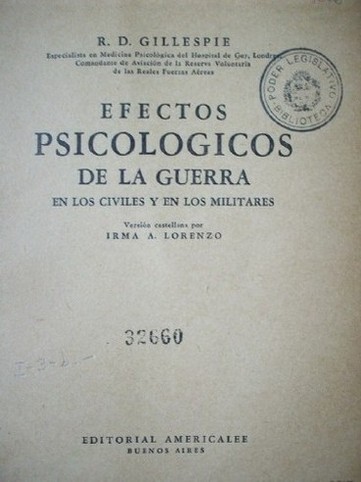 R. D. GILLESPIE
Especialista en Medicina Psicológica del Hospital de Guy, Londres
Comandante de Aviación de la Reserva Voluntaria
de las Reales Fuerzas Aéreas
PODER LEGISLATIVO
BIBLIOTECA
EFECTOS
PSICOLOGICOS
DE LA GUERRA
EN LOS CIVILES Y EN LOS MILITARES
Versión castellana por
IRMA A. LORENZO
32660
I-3-2
EDITORIAL AMERICALEE
BUENOS AIRES